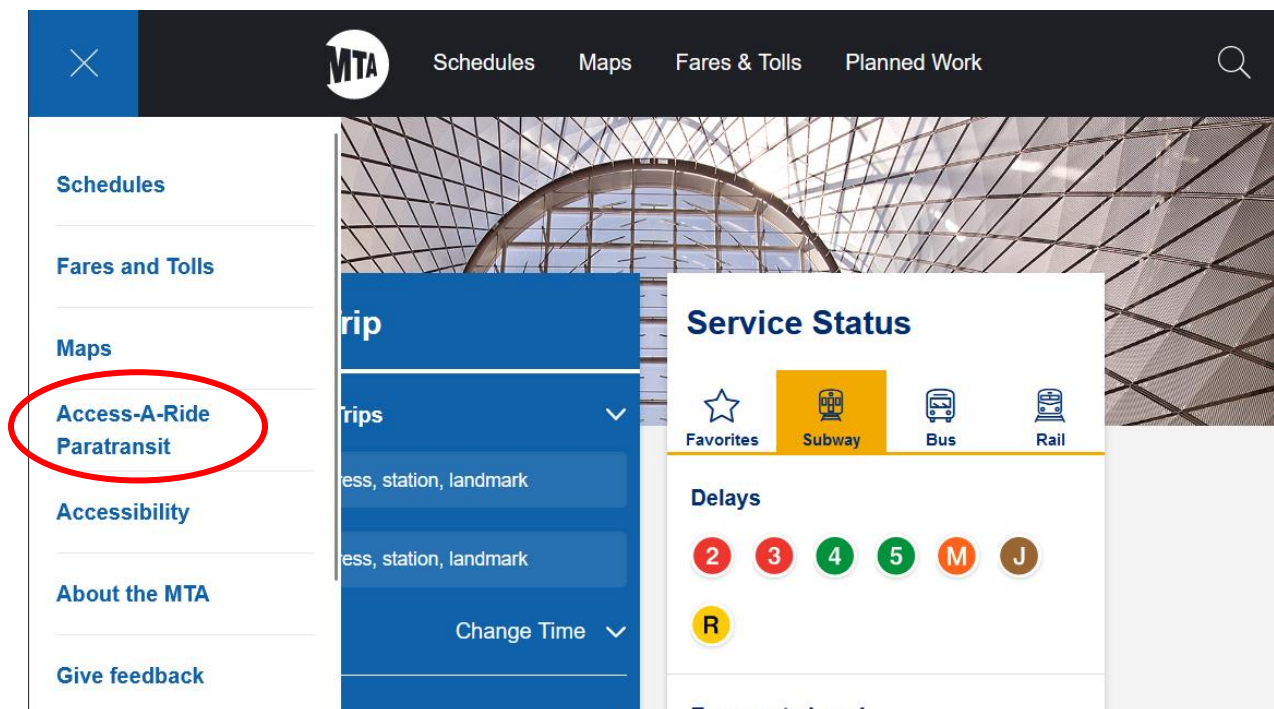 MTA
Schedules
Maps
Fares & Tolls
Planned Work
Schedules
Fares and Tolls
Maps
Access-A-Ride
Paratransit
Accessibility
About the MTA
Give feedback
rip
Trips
ress, station, landmark
ress, station, landmark
Change Time
Service Status
Favorites
Subway
Bus
Rail
Delays
2 3 4 5 M J
R